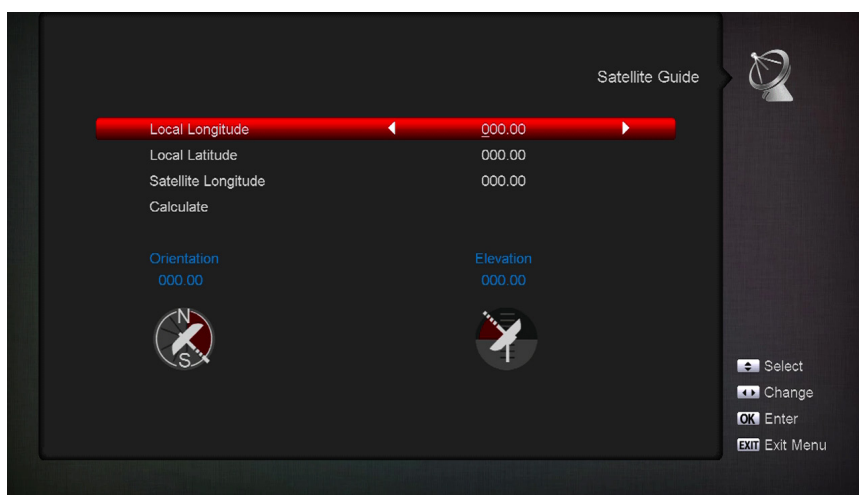 Satellite Guide
Local Longitude 000.00
Local Latitude 000.00
Satellite Longitude 000.00
Calculate
Orientation Elevation
000.00 000.00
N
S
Select
Change
OK Enter
EXIT Exit Menu